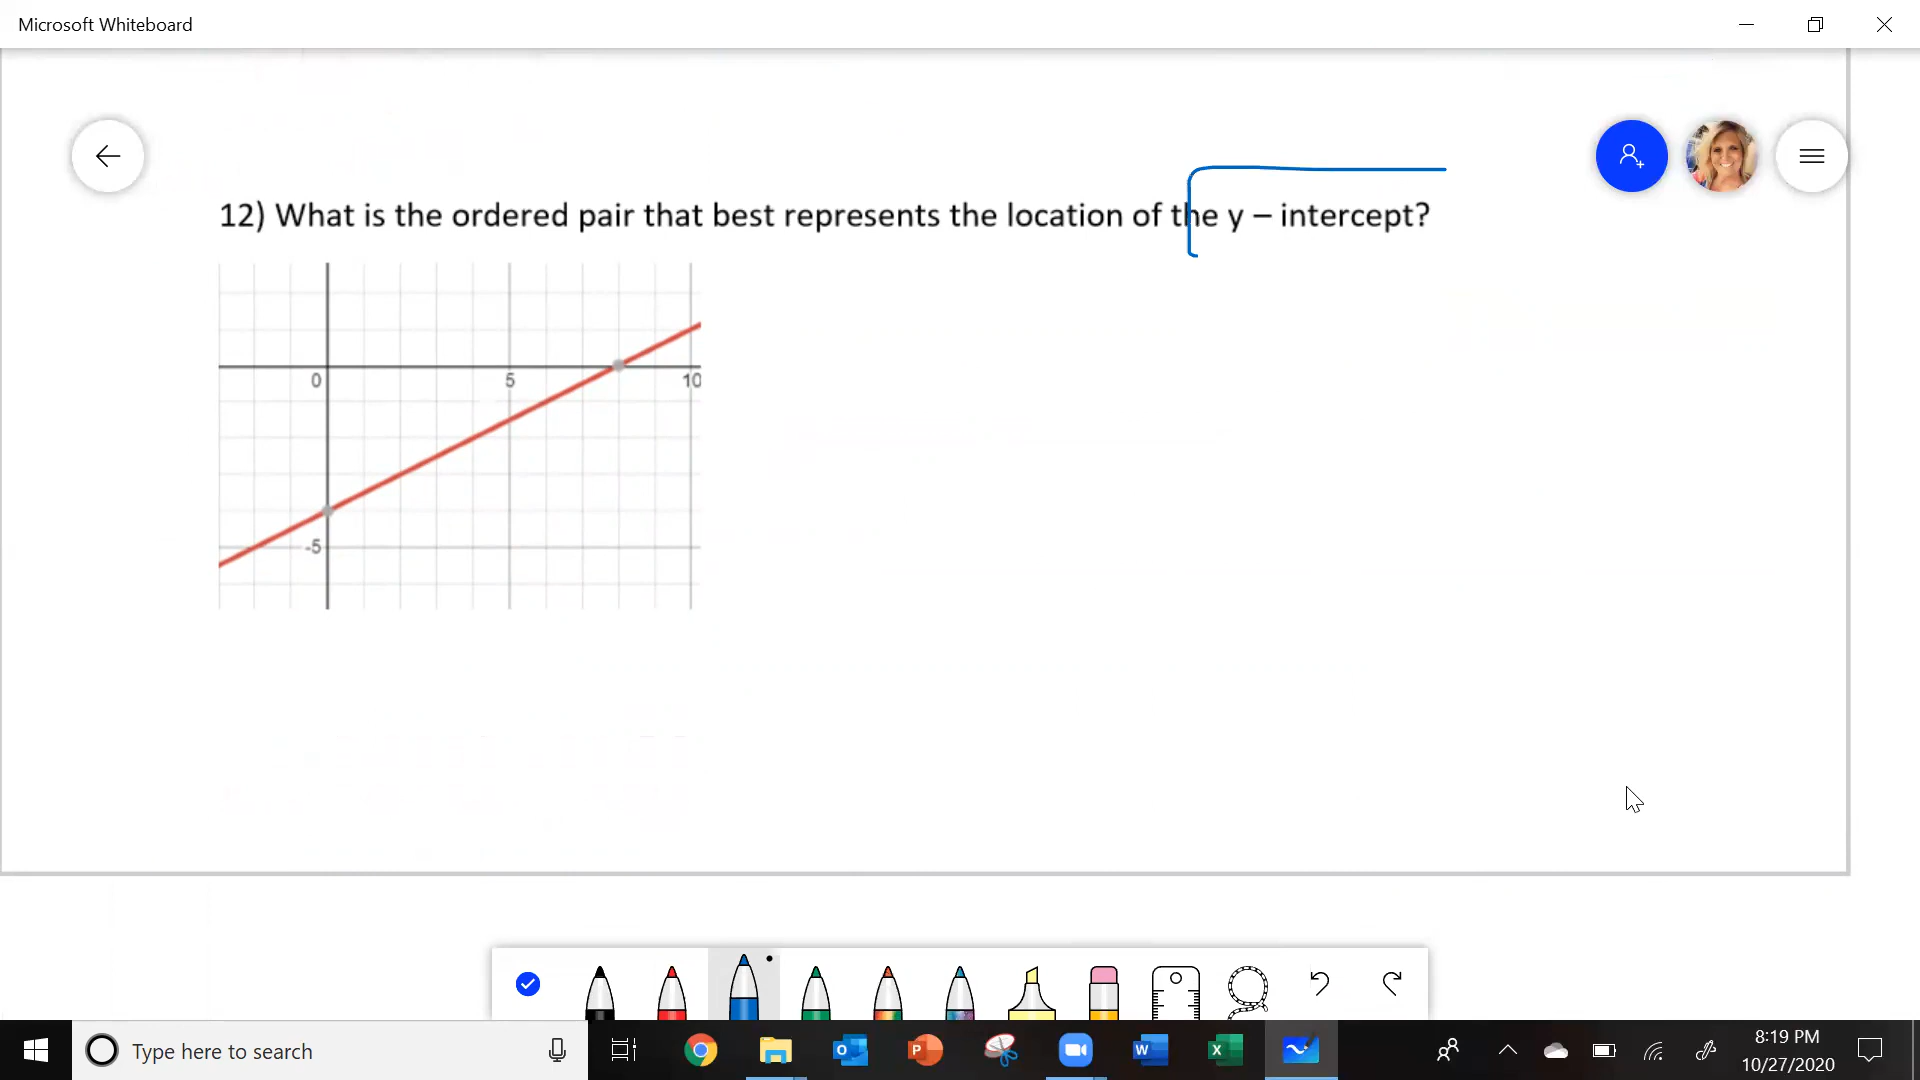 Microsoft Whiteboard
12) What is the ordered pair that best represents the location of the y – intercept?
0
5
10
-5
Type here to search
8:19 PM
10/27/2020